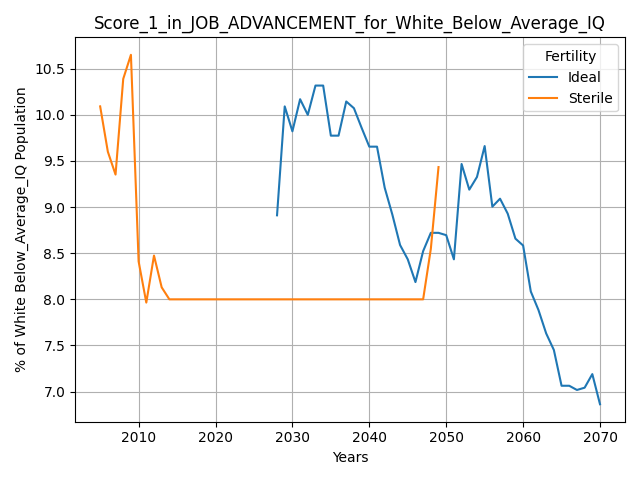 Score_1_in_JOB_ADVANCEMENT_for_White_Below_Average_IQ
% of White Below_Average_IQ Population
10.5
10.0
9.5
9.0
8.5
8.0
7.5
7.0
Fertility
Ideal
Sterile
2010 2020 2030 2040 2050 2060 2070
Years